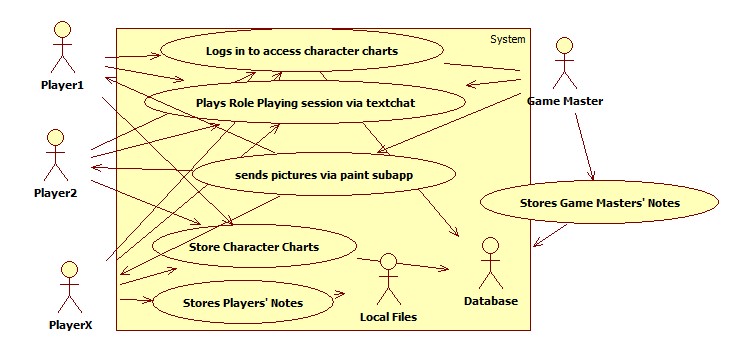 System
Logs in to access character charts
Player1
Plays Role Playing session via textchat
Game Master
sends pictures via paint subapp
Player2
Stores Game Masters' Notes
Store Character Charts
Stores Players' Notes
Database
Local Files
PlayerX